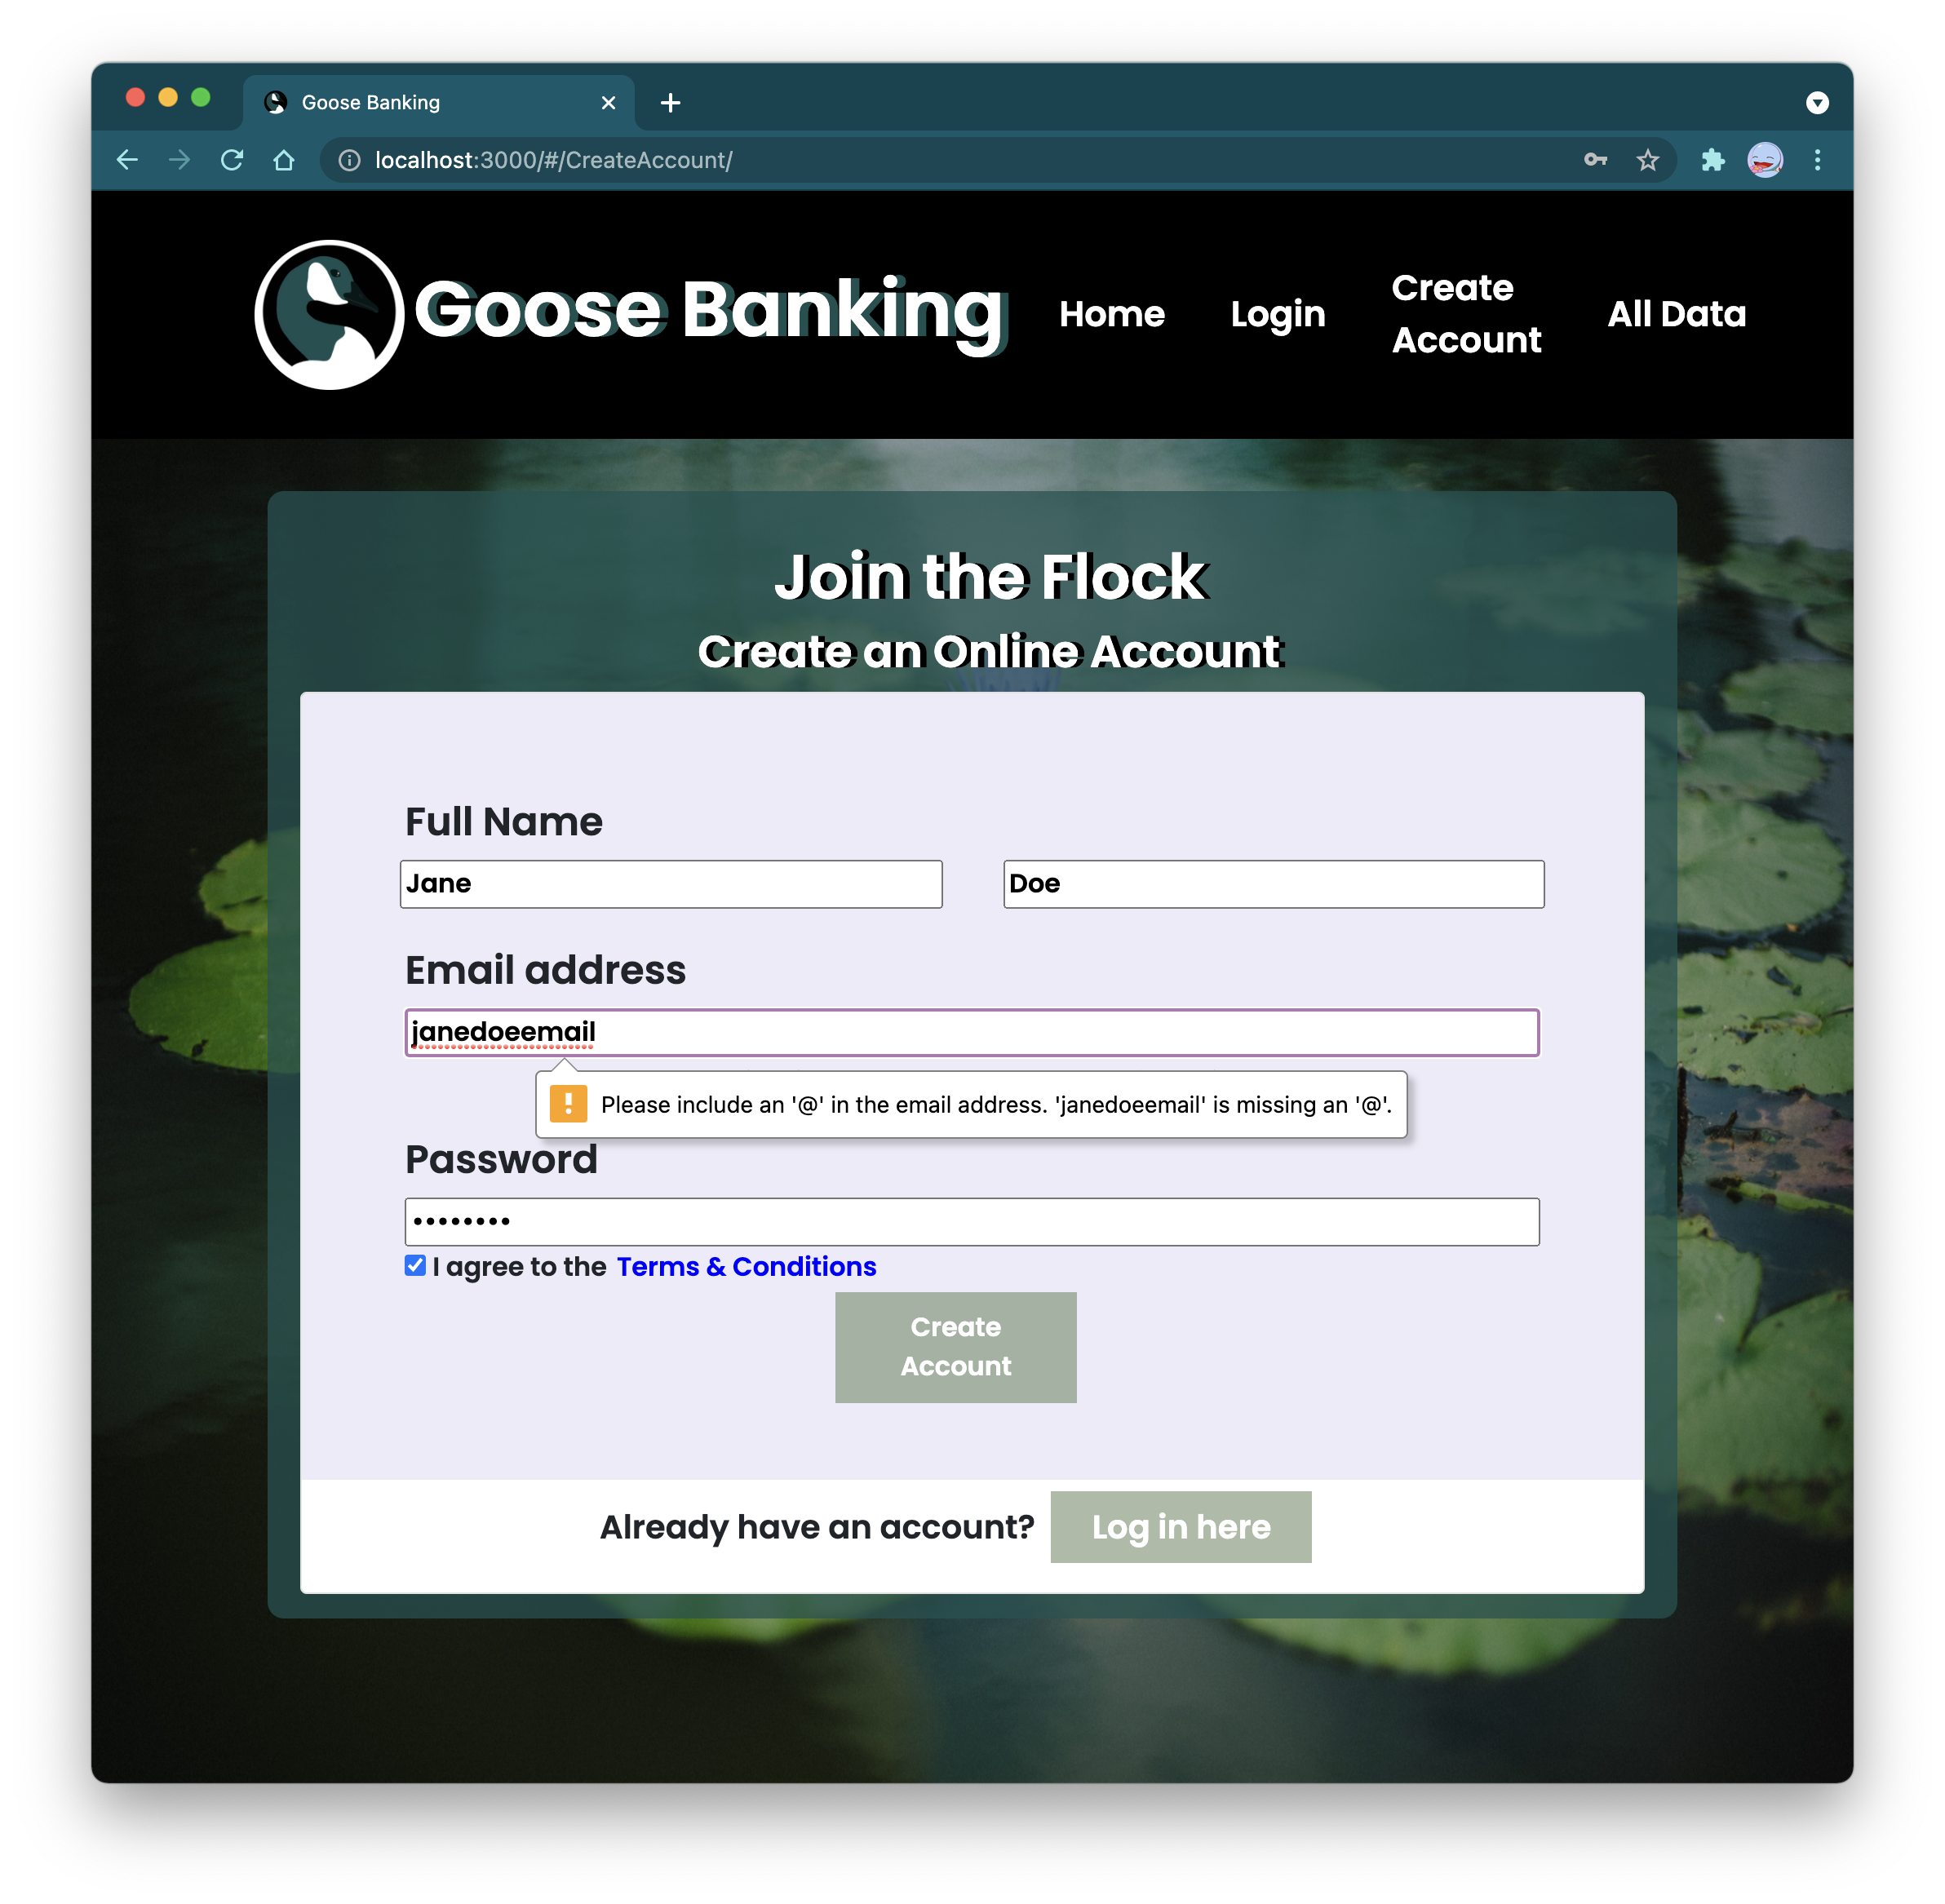 Goose Banking
localhost:3000/#/CreateAccount/
Goose Banking
Home
Login
Create
Account
All Data
Join the Flock
Create an Online Account
Full Name
Jane
Doe
Email address
janedoeemail
Please include an '@' in the email address. 'janedoeemail' is missing an '@'.
Password
••••••••
I agree to the Terms & Conditions
Create
Account
Already have an account? Log in here